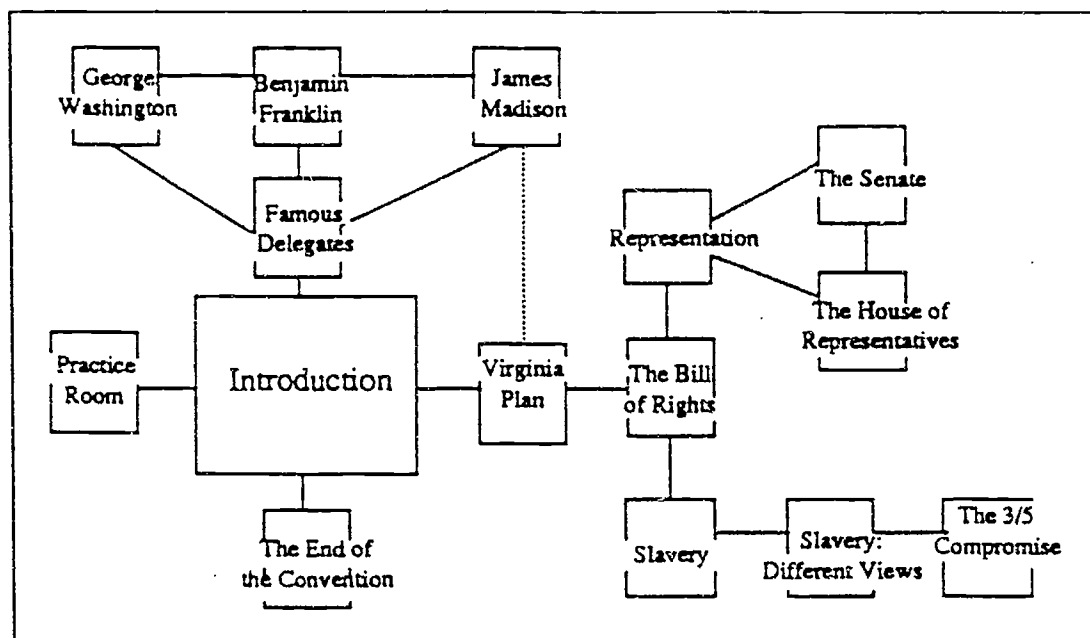 George
Washington
Benjamin
Franklin
James
Madison
The Senate
Famous
Delegates
Representation
The House of
Representatives
Practice
Room
Introduction
Virginia
Plan
The Bill
of Rights
The End of
the Convention
Slavery
Slavery:
Different Views
The 3/5
Compromise